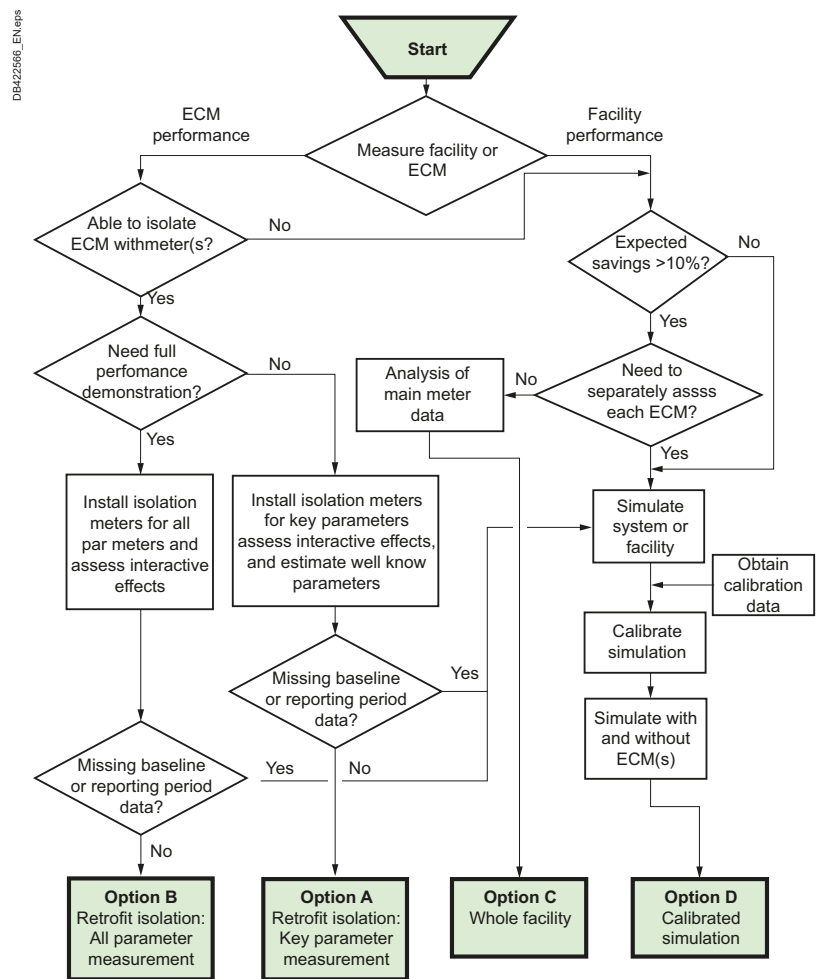 DB422566_EN.eps
Start
ECM
performance
Facility
performance
Measure facility or
ECM
Able to isolate
ECM withmeter(s?
No
Yes
Expected
savings >10%?
No
Yes
Need full
perfomance
demonstration?
No
Yes
Analysis of
main meter
data
No
Need to
separately assss
each ECM?
Yes
Install isolation
meters for all
par meters and
assess interactive
effects
Install isolation meters
for key parameters
assess interactive effects,
and estimate well know
parameters
Simulate
system or
facility
Obtain
calibration
data
Calibrate
simulation
Missing baseline
or reporting period
data?
Yes
No
Simulate with
and without
ECM(s)
Missing baseline
or reporting period
data?
Yes
No
Option B
Retrofit isolation:
All parameter
measurement
Option A
Retrofit isolation:
Key parameter
measurement
Option C
Whole facility
Option D
Calibrated
simulation